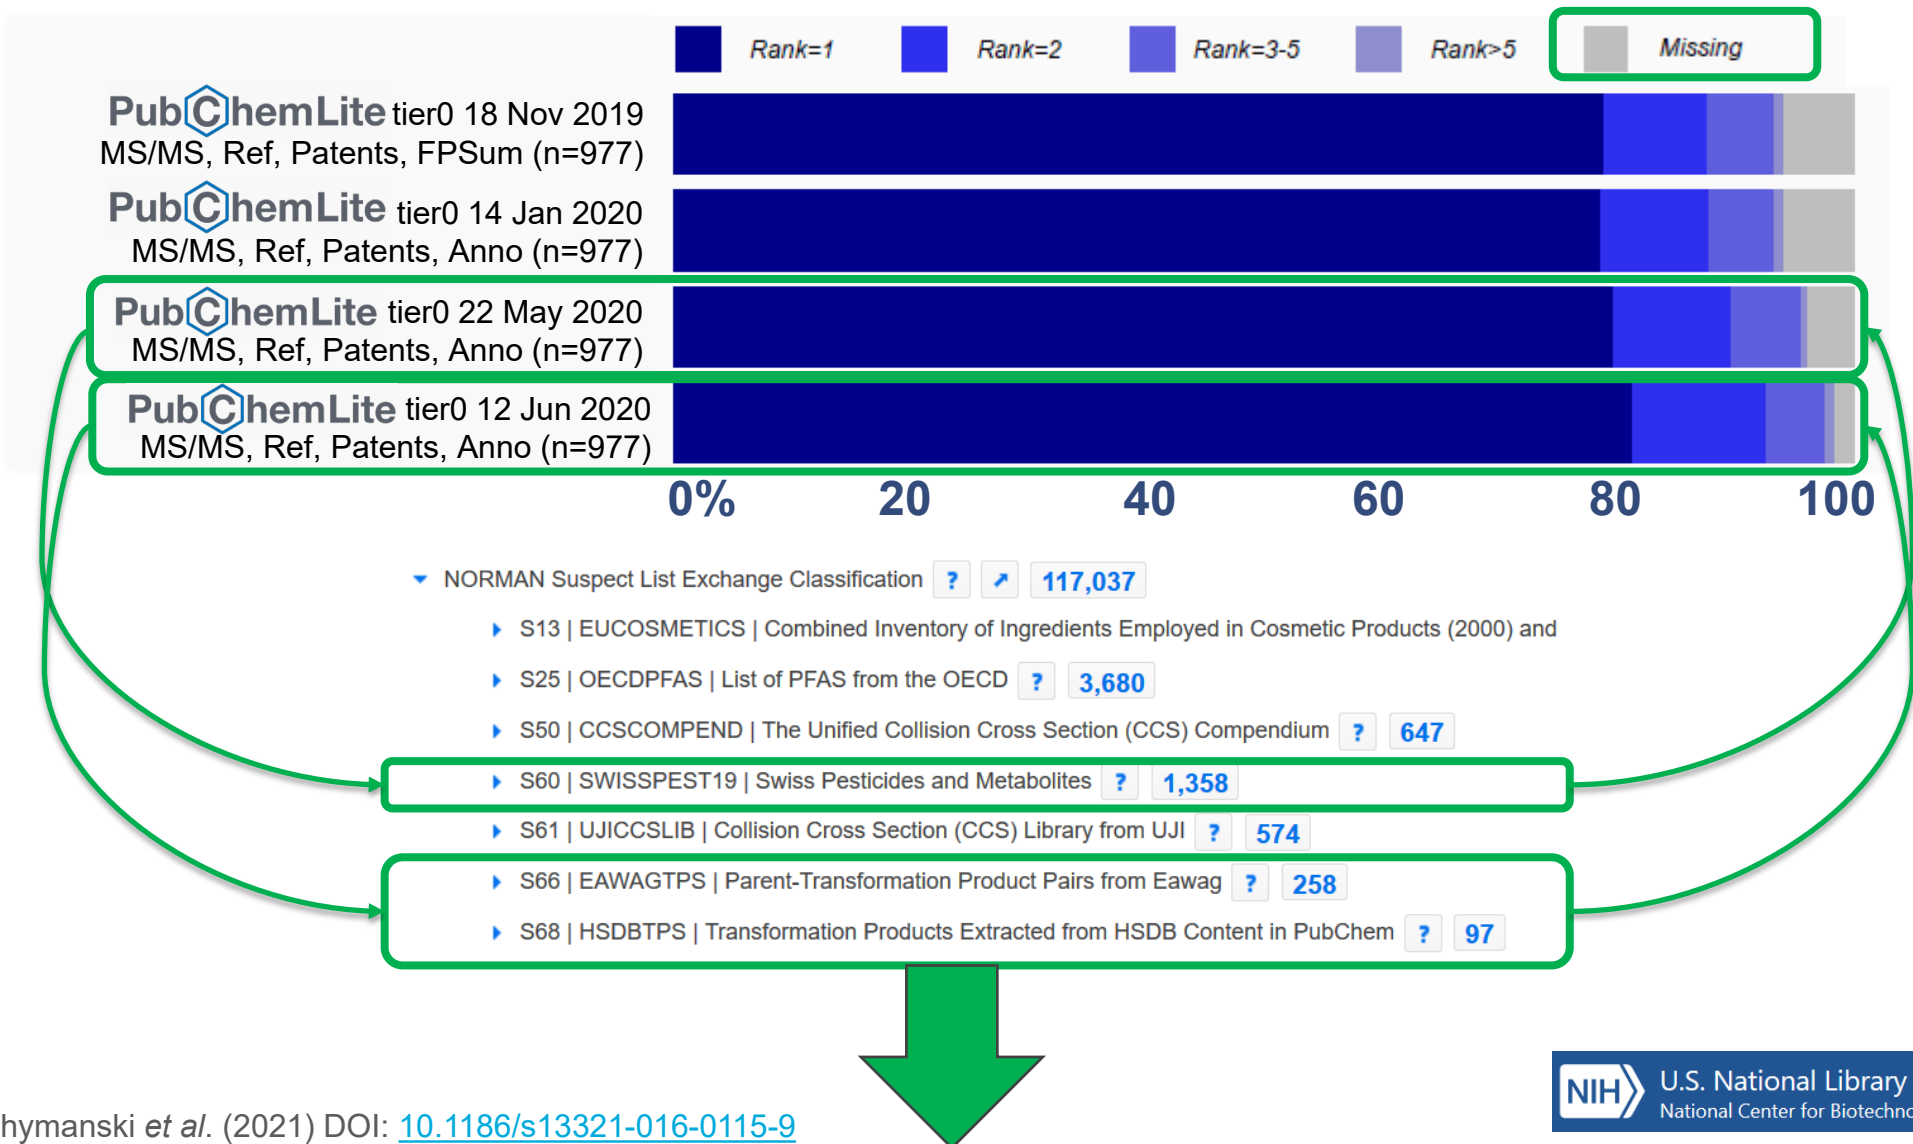 Rank=1 Rank=2 Rank=3-5 Rank>5 Missing
PubChemLite tier0 18 Nov 2019
MS/MS, Ref, Patents, FPSum (n=977)
PubChemLite tier0 14 Jan 2020
MS/MS, Ref, Patents, Anno (n=977)
PubChemLite tier0 22 May 2020
MS/MS, Ref, Patents, Anno (n=977)
PubChemLite tier0 12 Jun 2020
MS/MS, Ref, Patents, Anno (n=977)
0% 20 40 60 80 100
NORMAN Suspect List Exchange Classification ? 117,037
S13 | EUCOSMETICS | Combined Inventory of Ingredients Employed in Cosmetic Products (2000) and
S25 | OECDPFAS | List of PFAS from the OECD ? 3,680
S50 | CCSCOMPEND | The Unified Collision Cross Section (CCS) Compendium ? 647
S60 | SWISSPEST19 | Swiss Pesticides and Metabolites ? 1,358
S61 | UJICCSLIB | Collision Cross Section (CCS) Library from UJI ? 574
S66 | EAWAGTPS | Parent-Transformation Product Pairs from Eawag ? 258
S68 | HSDBTPS | Transformation Products Extracted from HSDB Content in PubChem ? 97
NIH U.S. National Library
National Center for Biotechno
hymanski et al. (2021) DOI: 10.1186/s13321-016-0115-9